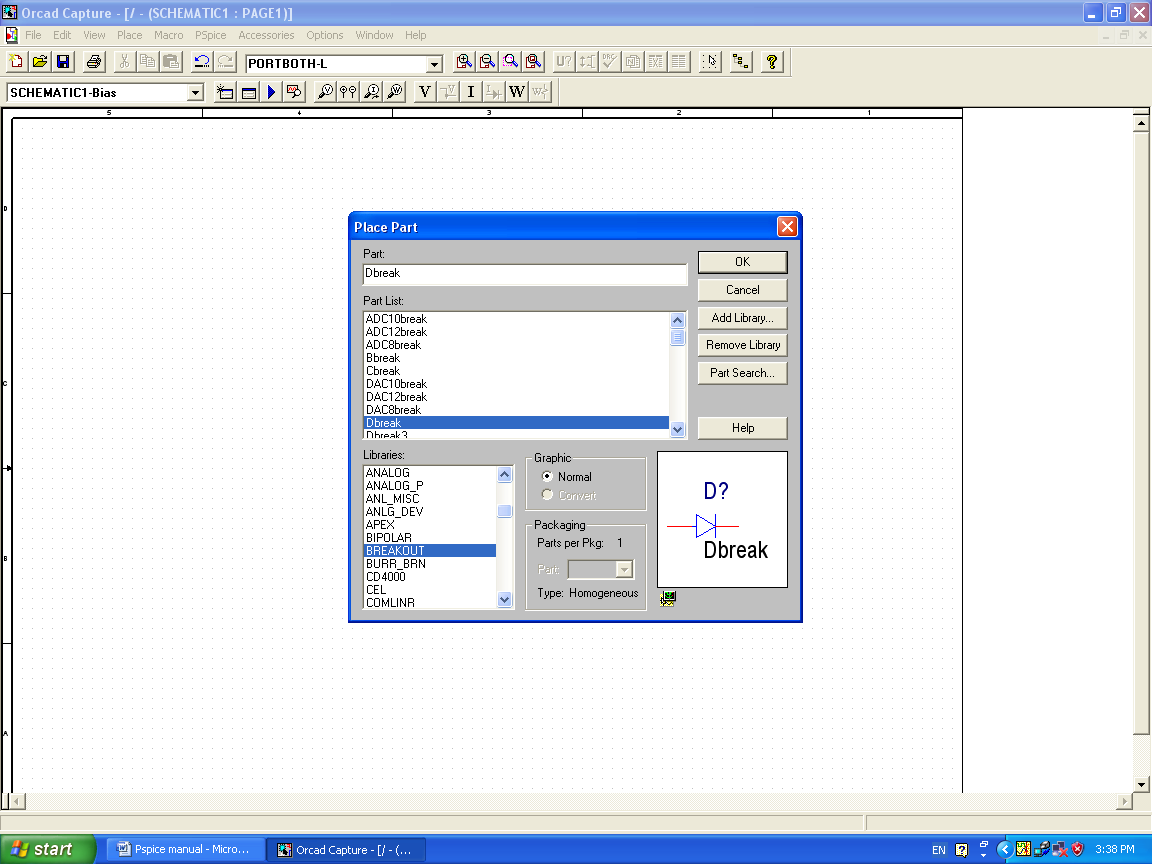 Orcad Capture - [/ - (SCHEMATIC1 : PAGE1)]
File Edit View Place Macro PSpice Accessories Options Window Help
PORTBOTH-L
U?
DRC
?
SCHEMATIC1-Bias
V I W
5 4 3 2 1
D
C
B
A
Place Part
Part:
Dbreak
Part List:
ADC10break
ADC12break
ADC8break
Bbreak
Cbreak
DAC10break
DAC12break
DAC8break
Dbreak
Dbreak3
OK
Cancel
Add Library...
Remove Library
Part Search...
Help
Libraries:
ANALOG
ANALOG_P
ANL_MISC
ANLG_DEV
APEX
BIPOLAR
BREAKOUT
BURR_BRN
CD4000
CEL
COMLINR
Graphic
Normal
Convert
Packaging
Parts per Pkg: 1
Part:
Type: Homogeneous
D?
Dbreak
start
Pspice manual - Micro...
Orcad Capture - [/ - (...
EN
?
3:38 PM